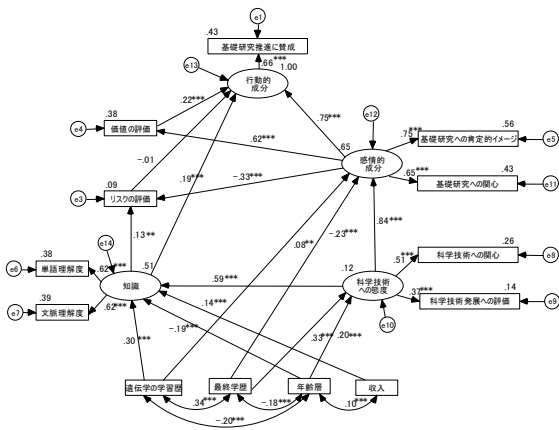 e1
.43
基礎研究推進に賛成
.66***
1.00
e13
行動的
成分
.38
.22***
e4
価値の評価
.75***
e12
.56
.62***
.65
.75***
基礎研究への肯定的イメージ
e5
-.01
感情的
成分
.43
.09
.19***
-.33***
.65***
基礎研究への関心
e11
e3
リスクの評価
.13**
.08**
-.23***
.84***
.26
.38
e14
.51***
科学技術への関心
e8
e6
単語理解度
.62***
.51
.59***
.12
知識
科学技術
への態度
.14
.39
.37***
e7
文脈理解度
.62***
.14***
科学技術発展への評価
e9
e10
.30***
-.19***
.33***
.20***
遺伝学の学習歴
最終学歴
年齢層
収入
.34***
-.18***
.10***
-.20***